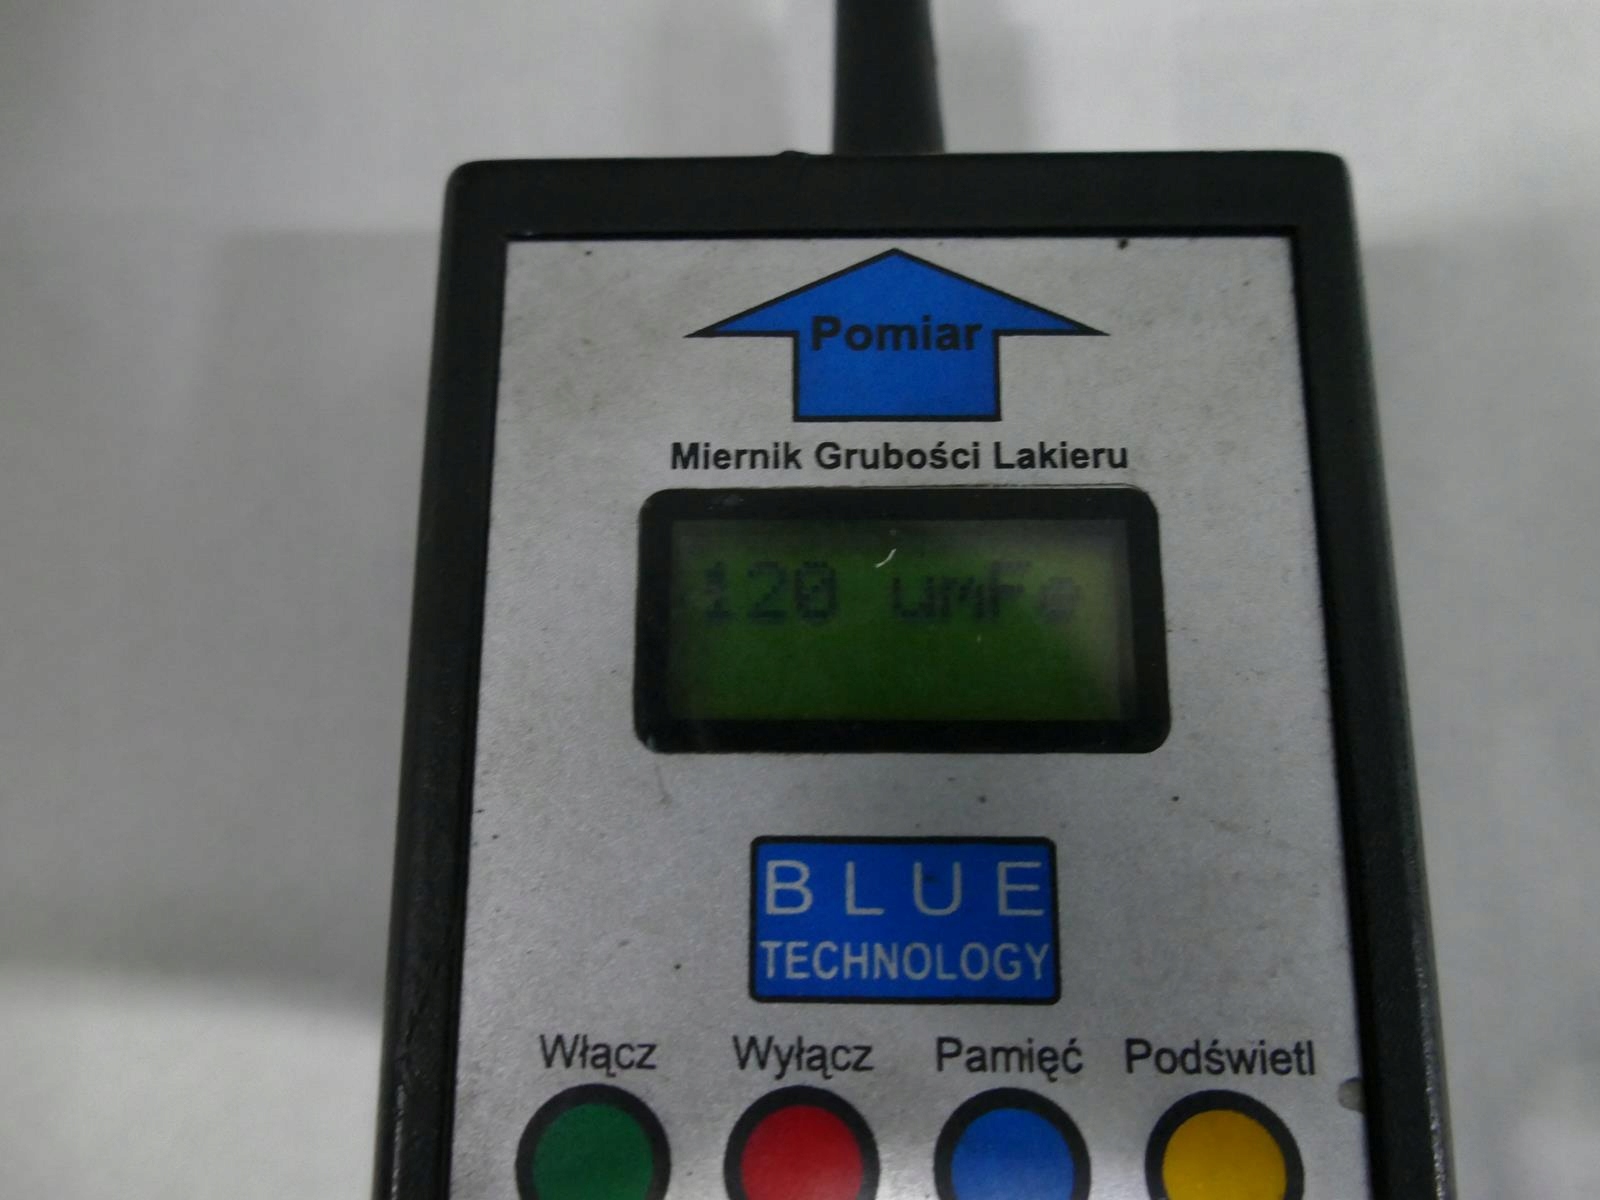 Pomiar
Miernik Grubości Lakieru
120 umFe
BLUE
TECHNOLOGY
Włącz Wyłącz Pamięć Podświetl